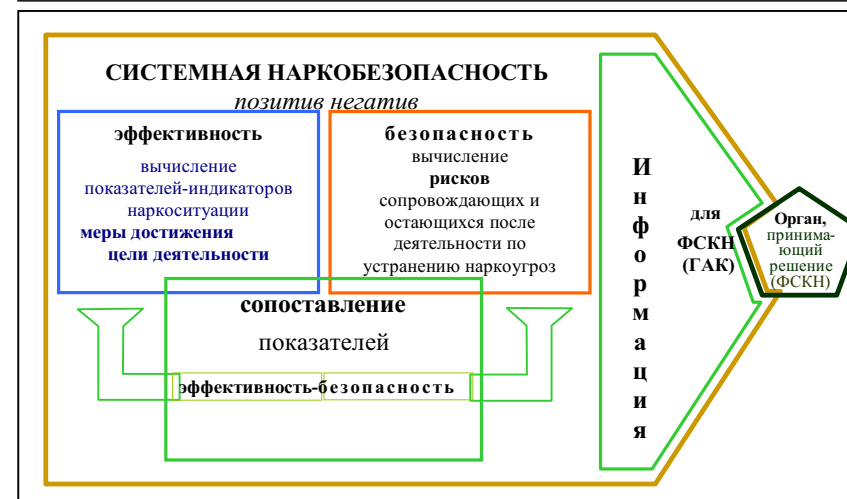 СИСТЕМНАЯ НАРКОБЕЗОПАСНОСТЬ
позитив негатив
эффективность
вычисление
показателей-индикаторов
наркоситуации
меры достижения
цели деятельности
безопасность
вычисление
рисков
сопровождающих и
остающихся после
деятельности по
устранению наркоугроз
сопоставление
показателей
эффективность-безопасность
Информация
для
ФСКН
(ГАК)
Орган,
принима-
ющий
решение
(ФСКН)